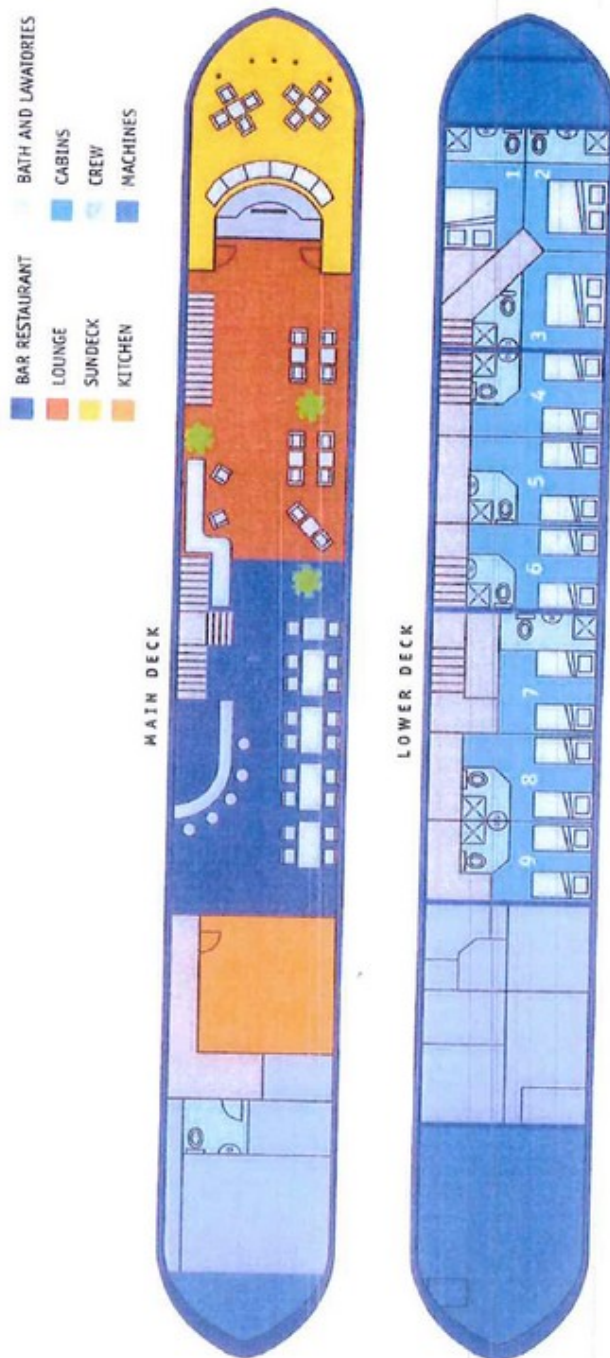 BAR RESTAURANT
LOUNGE
SUNDECK
KITCHEN
BATH AND LAVATORIES
CABINS
CREW
MACHINES
MAIN DECK
LOWER DECK
1
2
3
4
5
6
7
8
9